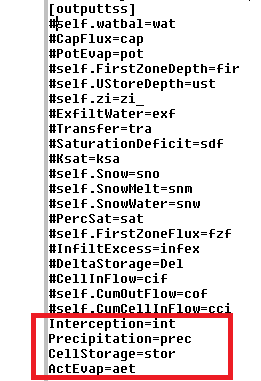 [outputtss]
#self.watbal=wat
#CapFlux=cap
#PotEvap=pot
#self.FirstZoneDepth=fir
#self.UStoreDepth=ust
#self.zi=zi_
#ExfiltWater=exf
#Transfer=tra
#SaturationDeficit=sdf
#Ksat=ksa
#self.Snow=sno
#self.SnowMelt=snm
#self.SnowWater=snw
#PercSat=sat
#self.FirstZoneFlux=fzf
#InfiltExcess=infex
#DeltaStorage=Del
#CellInFlow=cif
#self.CumOutFlow=cof
#self.CumCellInFlow=cci
Interception=int
Precipitation=prec
CellStorage=stor
ActEvap=aet